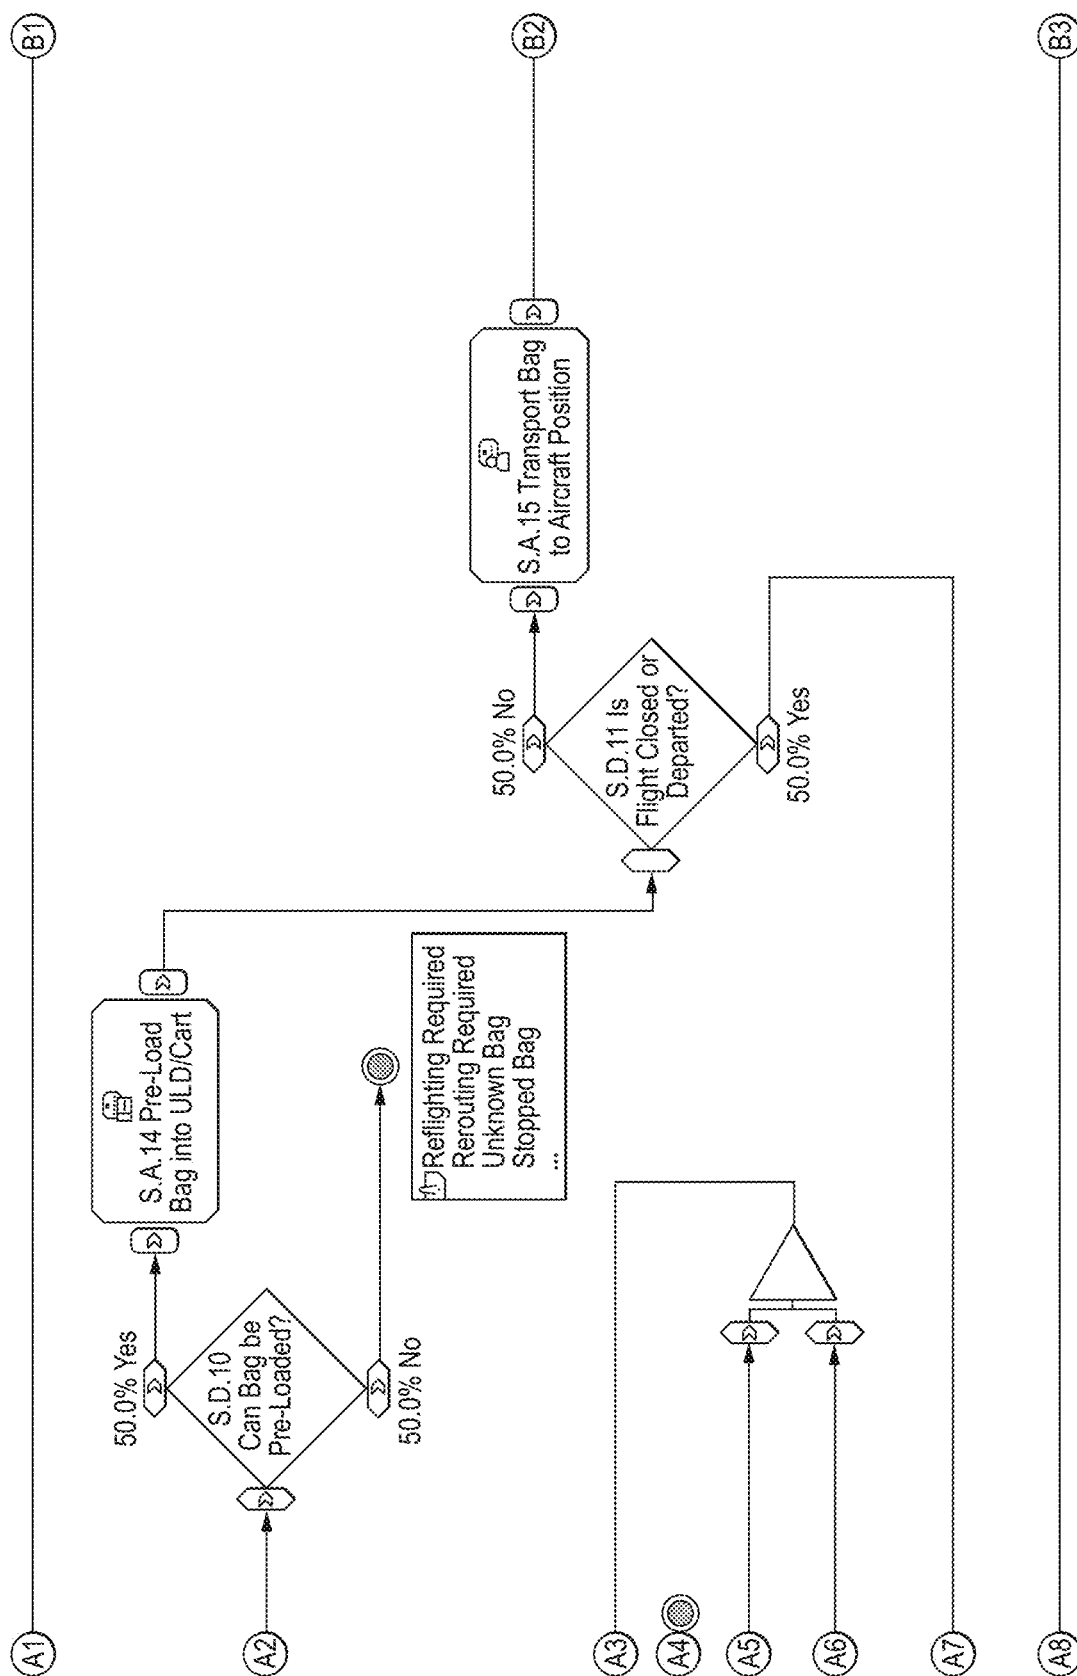 A1
B1
50.0% Yes
S.A.14 Pre-Load
Bag into ULD/Cart
A2
S.D.10
Can Bag be
Pre-Loaded?
50.0% No
Reflighting Required
Rerouting Required
Unknown Bag
Stopped Bag
...
50.0% No
S.D.11 Is
Flight Closed or
Departed?
50.0% Yes
S.A.15 Transport Bag
to Aircraft Position
B2
A3
A4
A5
A6
A7
A8
B3